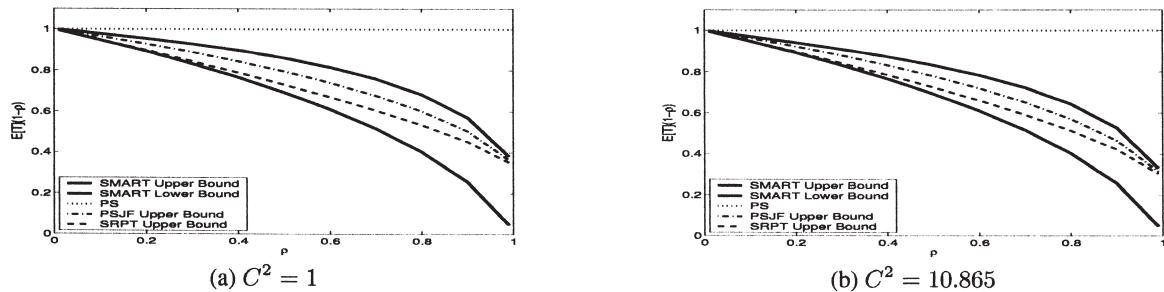 1
0.8
0.6
0.4
0.2
0
E[T](1-ρ)
SMART Upper Bound
SMART Lower Bound
PS
PSJF Upper Bound
SRPT Upper Bound
0 0.2 0.4 0.6 0.8 1
ρ
(a) C² = 1
1
0.8
0.6
0.4
0.2
0
E[T](1-ρ)
SMART Upper Bound
SMART Lower Bound
PS
PSJF Upper Bound
SRPT Upper Bound
0 0.2 0.4 0.6 0.8 1
ρ
(b) C² = 10.865